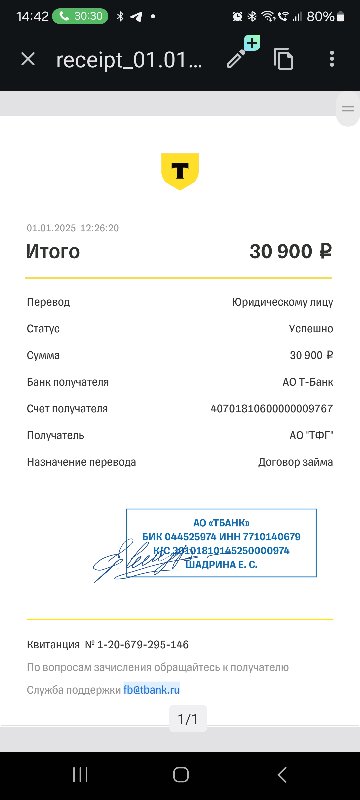 14:42 30:30 80%
receipt_01.01...
T
01.01.2025 12:26:20
Итого 30 900 ₽
Перевод Юридическому лицу
Статус Успешно
Сумма 30 900 ₽
Банк получателя АО Т-Банк
Счет получателя 40701810600000009767
Получатель АО "ТФГ"
Назначение перевода Договор займа
АО «ТБАНК»
БИК 044525974 ИНН 7710140679
К/С 30101810145250000974
ШАДРИНА Е. С.
Квитанция № 1-20-679-295-146
По вопросам зачисления обращайтесь к получателю
Служба поддержки fb@tbank.ru
1/1